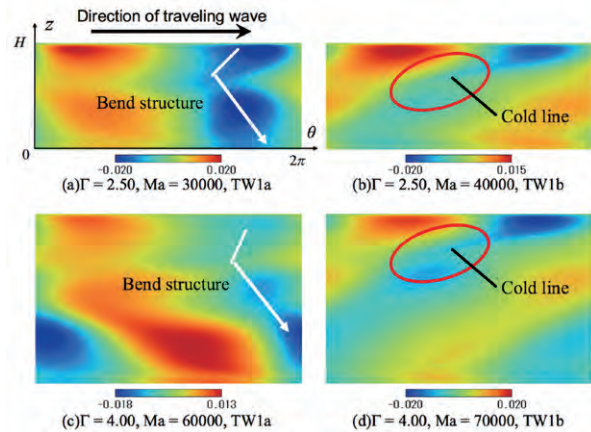 Direction of traveling wave
z
H
Bend structure
Cold line
0
θ
2π
-0.020 0.020
-0.020 0.015
(a)Γ = 2.50, Ma = 30000, TW1a
(b)Γ = 2.50, Ma = 40000, TW1b
Bend structure
Cold line
-0.018 0.013
-0.020 0.020
(c)Γ = 4.00, Ma = 60000, TW1a
(d)Γ = 4.00, Ma = 70000, TW1b